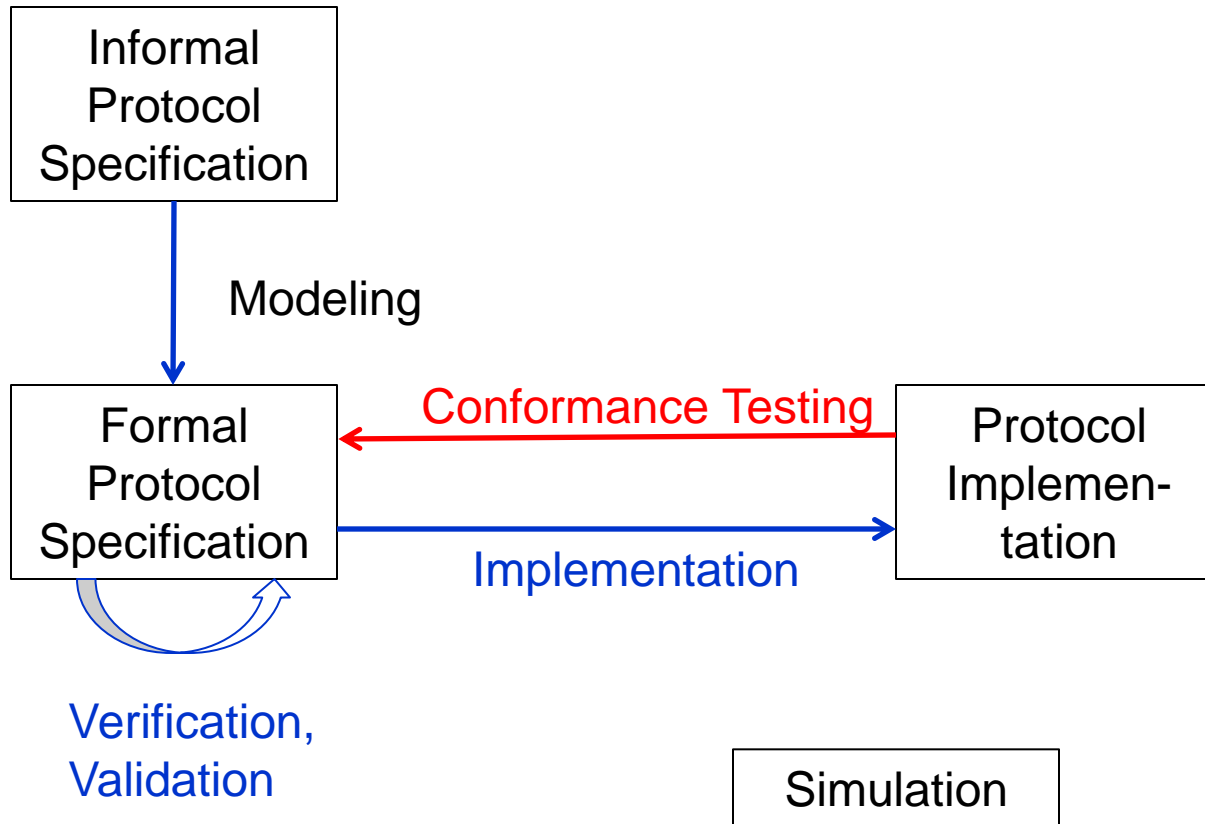 Informal
Protocol
Specification
Modeling
Formal
Protocol
Specification
Conformance Testing
Implementation
Protocol
Implemen-
tation
Verification,
Validation
Simulation